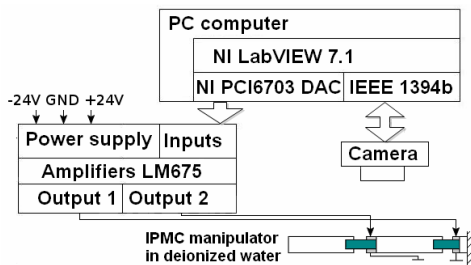 PC computer
NI LabVIEW 7.1
NI PCI6703 DAC
IEEE 1394b
-24V GND +24V
Power supply
Inputs
Camera
Amplifiers LM675
Output 1
Output 2
IPMC manipulator
in deionized water